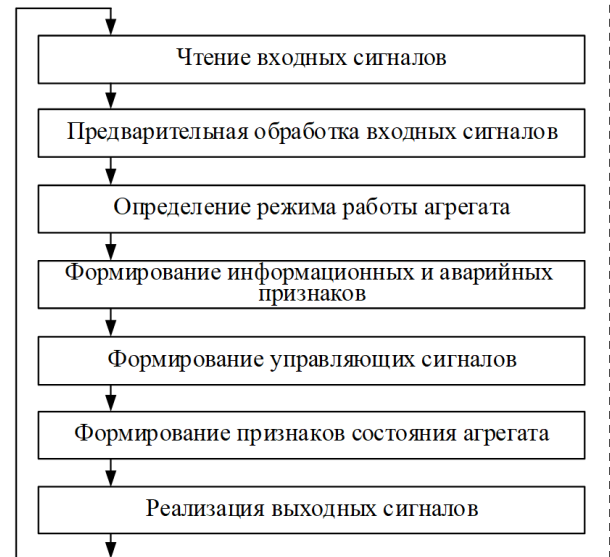 Чтение входных сигналов
Предварительная обработка входных сигналов
Определение режима работы агрегата
Формирование информационных и аварийных
признаков
Формирование управляющих сигналов
Формирование признаков состояния агрегата
Реализация выходных сигналов